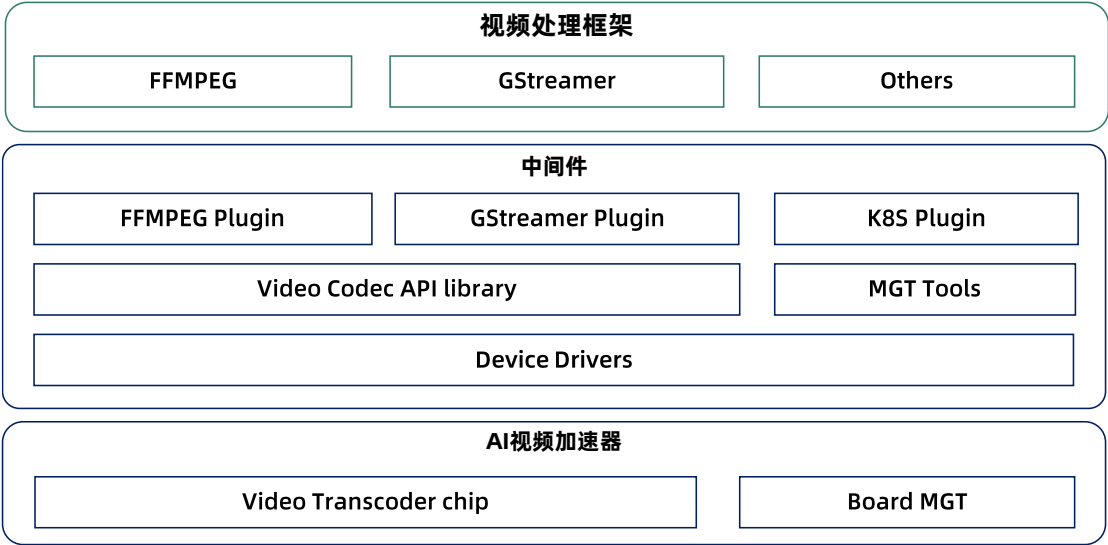 视频处理框架
FFMPEG
GStreamer
Others
中间件
FFMPEG Plugin
GStreamer Plugin
K8S Plugin
Video Codec API library
MGT Tools
Device Drivers
AI视频加速器
Video Transcoder chip
Board MGT